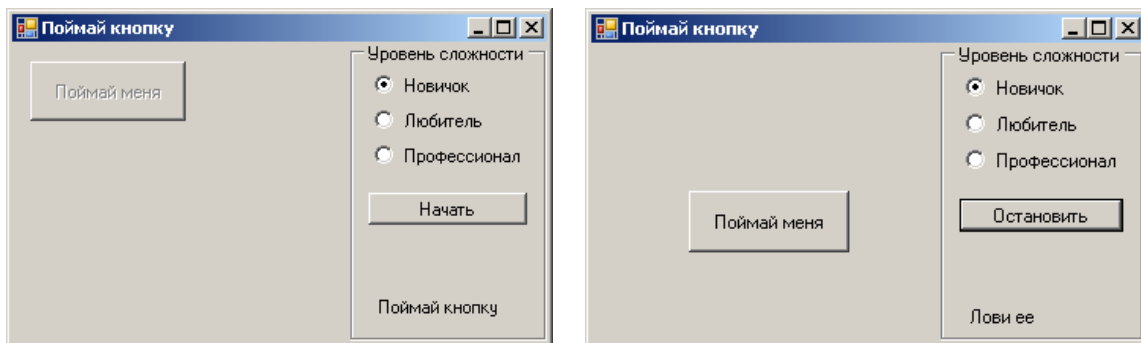 Поймай кнопку
Уровень сложности
Поймай меня
Новичок
Любитель
Профессионал
Начать
Поймай кнопку
Поймай кнопку
Уровень сложности
Новичок
Любитель
Профессионал
Остановить
Поймай меня
Лови ее